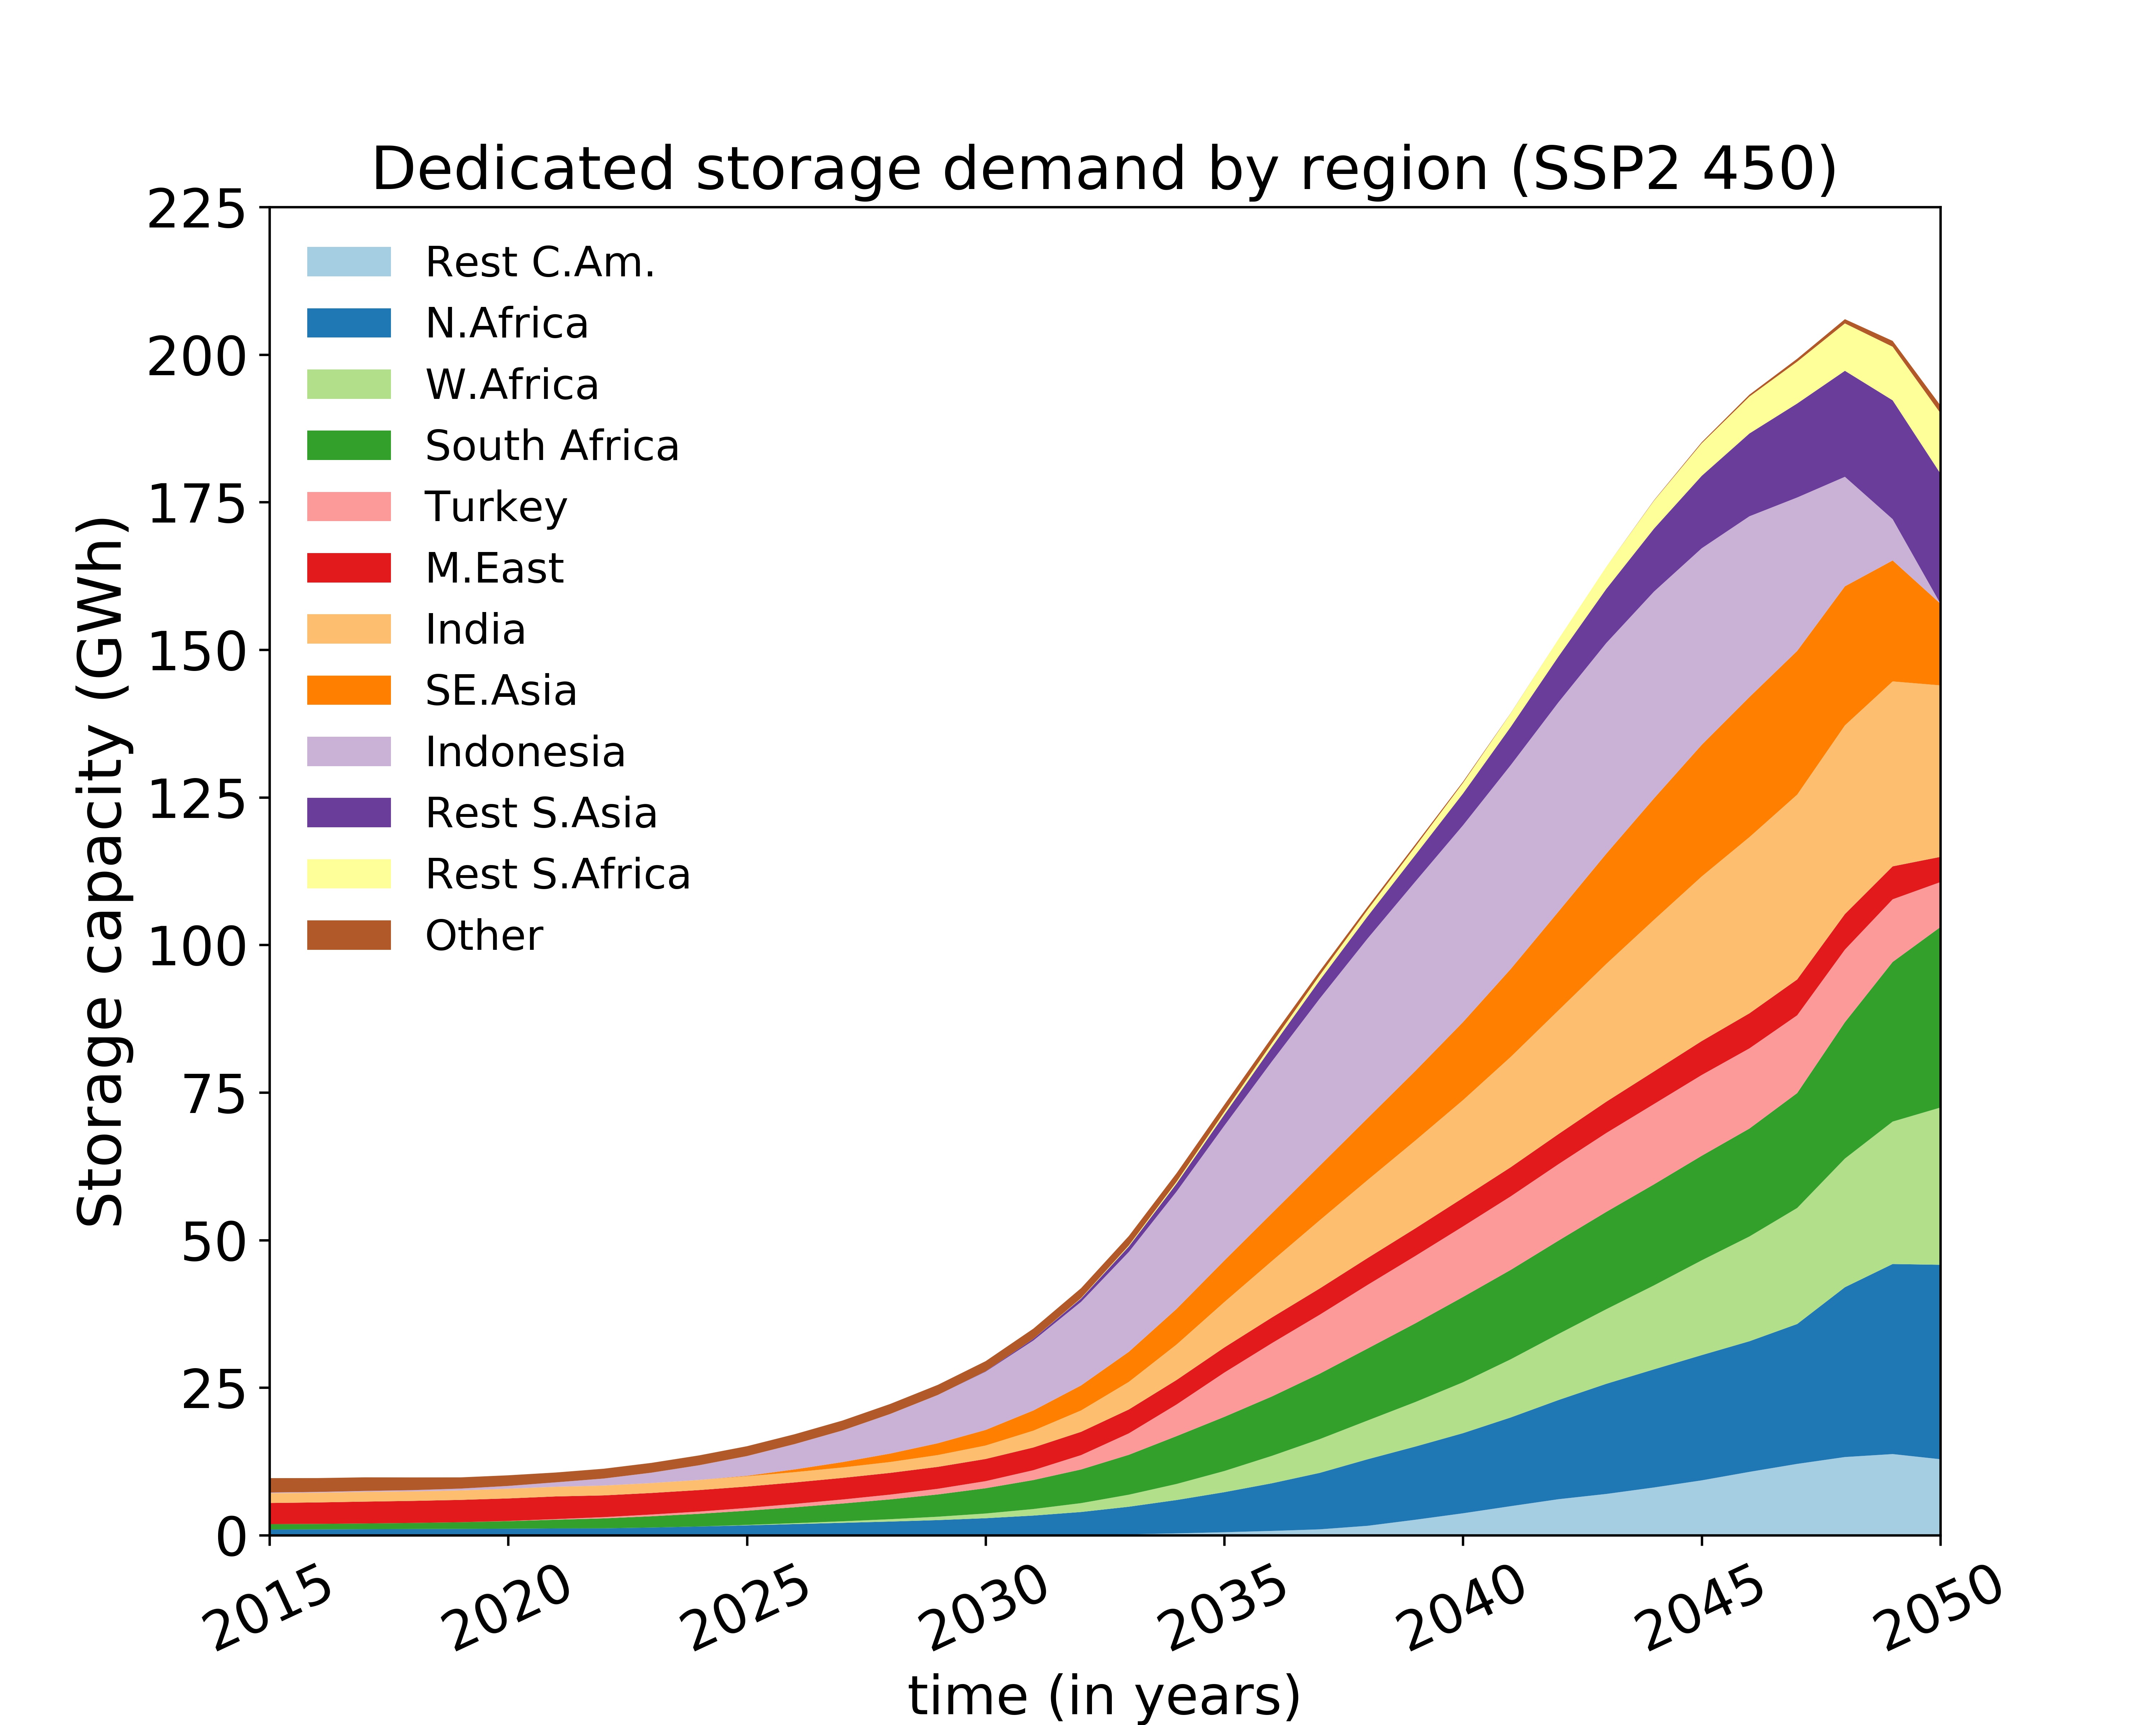 Dedicated storage demand by region (SSP2 450)
Storage capacity (GWh)
225
200
175
150
125
100
75
50
25
0
Rest C.Am.
N.Africa
W.Africa
South Africa
Turkey
M.East
India
SE.Asia
Indonesia
Rest S.Asia
Rest S.Africa
Other
2015 2020 2025 2030 2035 2040 2045 2050
time (in years)